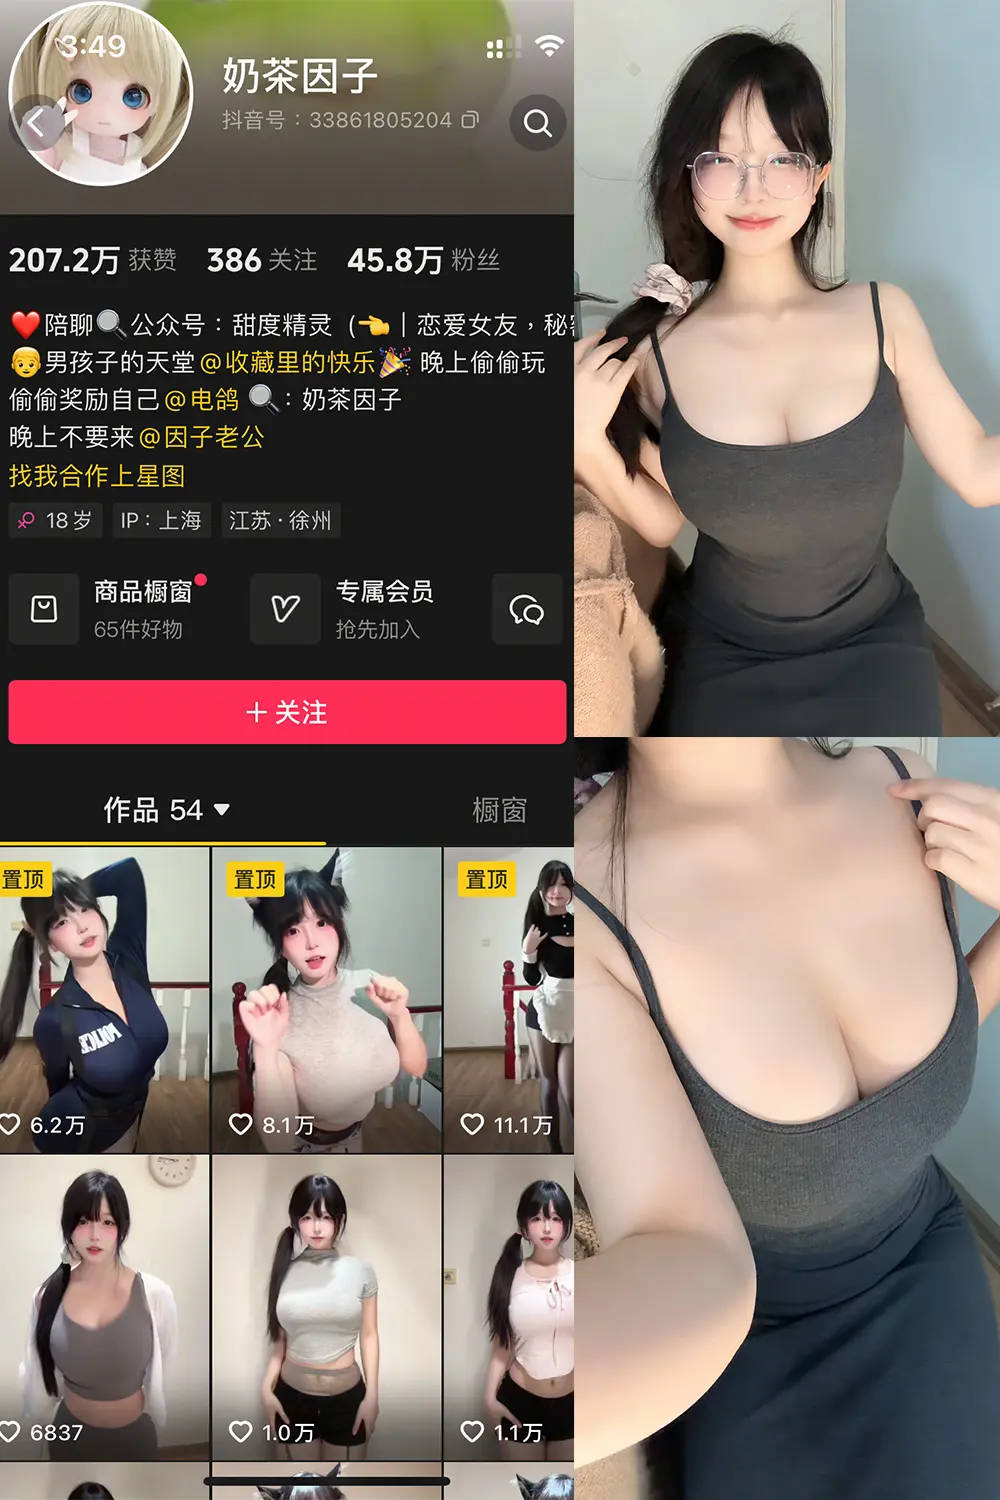 3:49
奶茶因子
抖音号：33861805204
207.2万 获赞 386 关注 45.8万 粉丝
❤️陪聊🔍公众号：甜度精灵（👈｜恋爱女友，秘
👦男孩子的天堂@收藏里的快乐🎉 晚上偷偷玩
偷偷奖励自己@电鸽 🔍：奶茶因子
晚上不要来@因子老公
找我合作上星图
18岁 IP：上海 江苏·徐州
商品橱窗 专属会员
65件好物 抢先加入
＋关注
作品 54 橱窗
置顶 置顶 置顶
POLICE
6.2万 8.1万 11.1万
6837 1.0万 1.1万